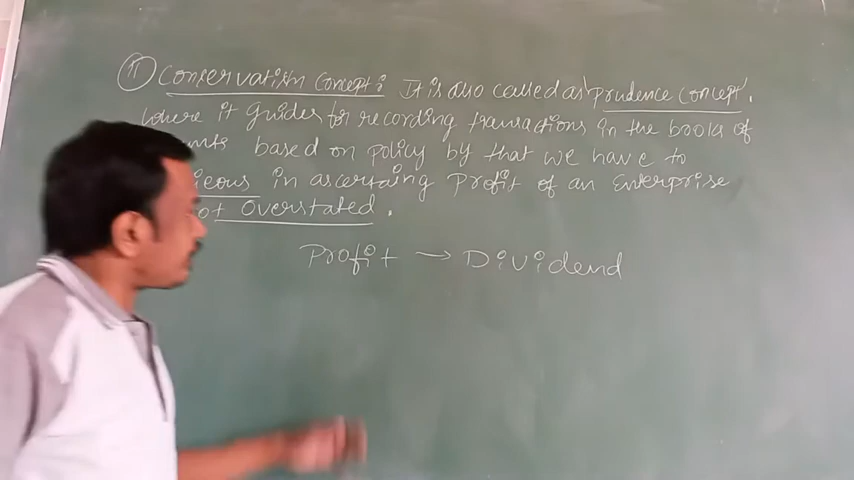 11 Conservatism Concept : It is also called as 'prudence concept'.
where it guides for recording transactions in the books of
based on policy by that we have to
in ascertaing profit of an Enterprise
overstated.
Profit → Dividend